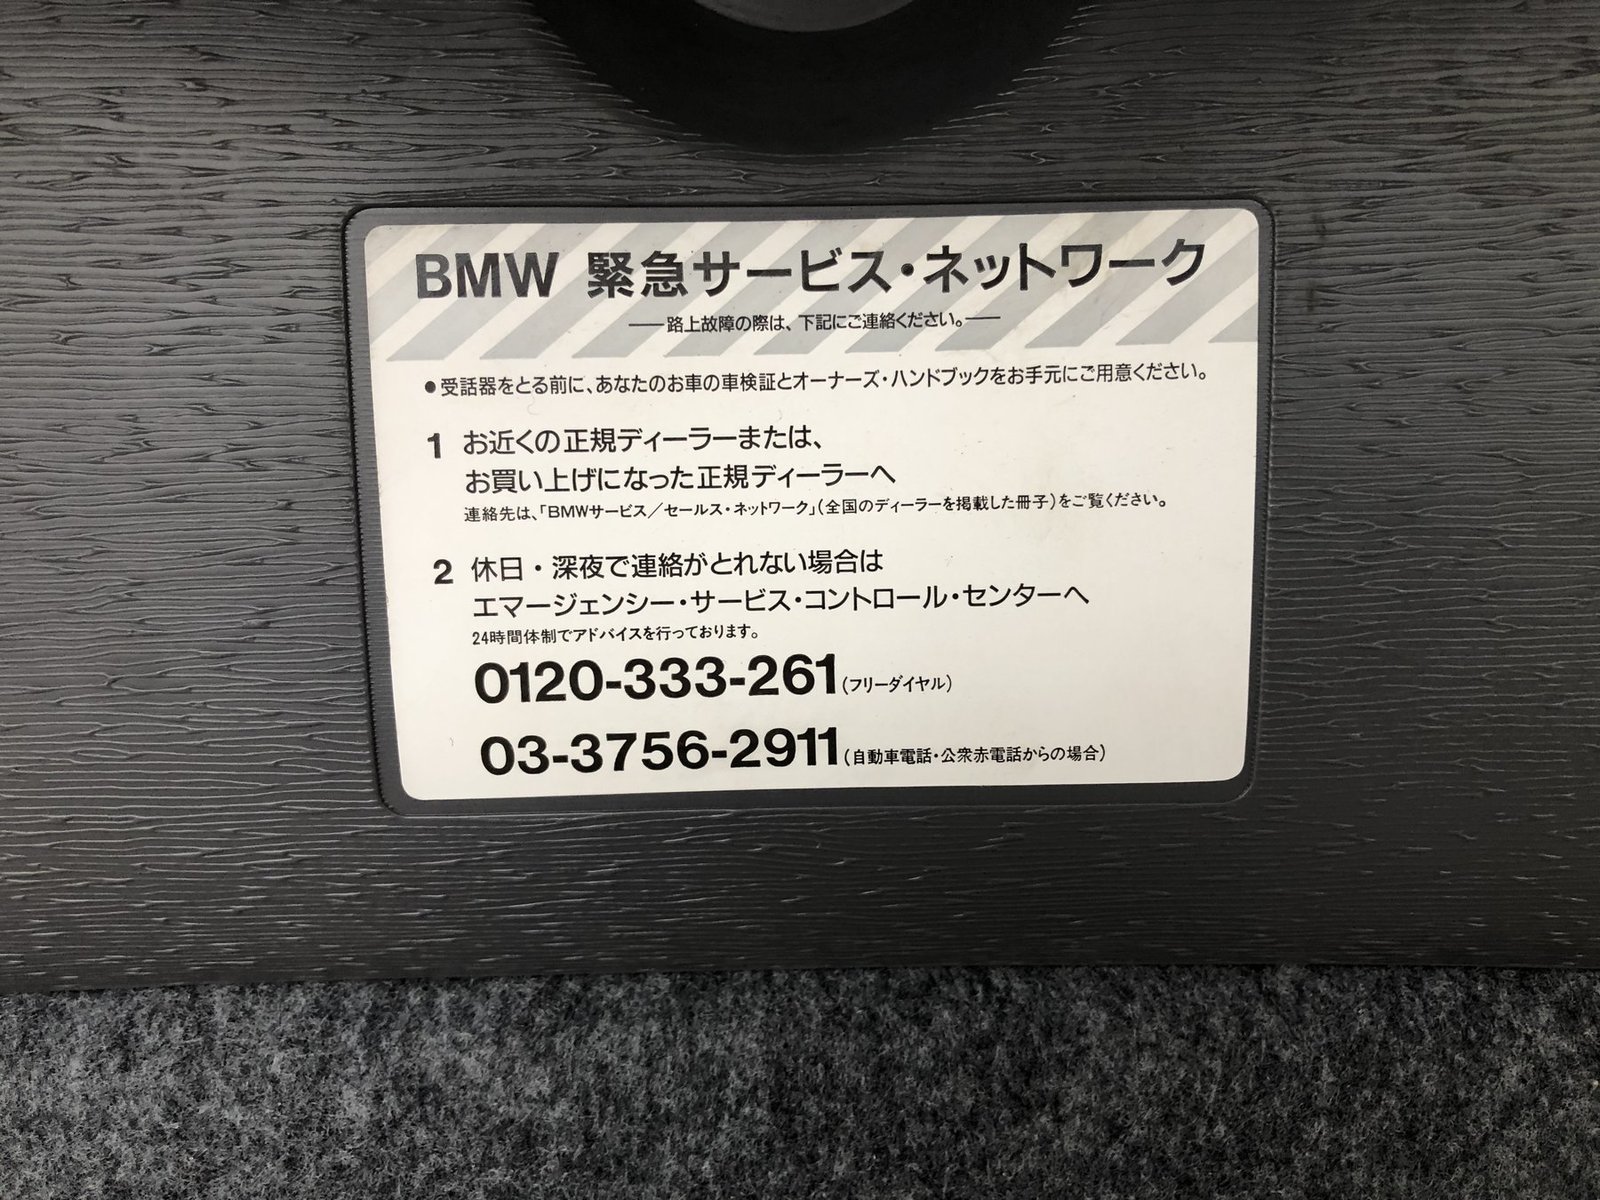 BMW 緊急サービス・ネットワーク
——路上故障の際は、下記にご連絡ください。——
●受話器をとる前に、あなたのお車の車検証とオーナーズ・ハンドブックをお手元にご用意ください。
1 お近くの正規ディーラーまたは、
お買い上げになった正規ディーラーへ
連絡先は、「BMWサービス／セールス・ネットワーク」（全国のディーラーを掲載した冊子）をご覧ください。
2 休日・深夜で連絡がとれない場合は
エマージェンシー・サービス・コントロール・センターへ
24時間体制でアドバイスを行っております。
0120-333-261（フリーダイヤル）
03-3756-2911（自動車電話・公衆赤電話からの場合）